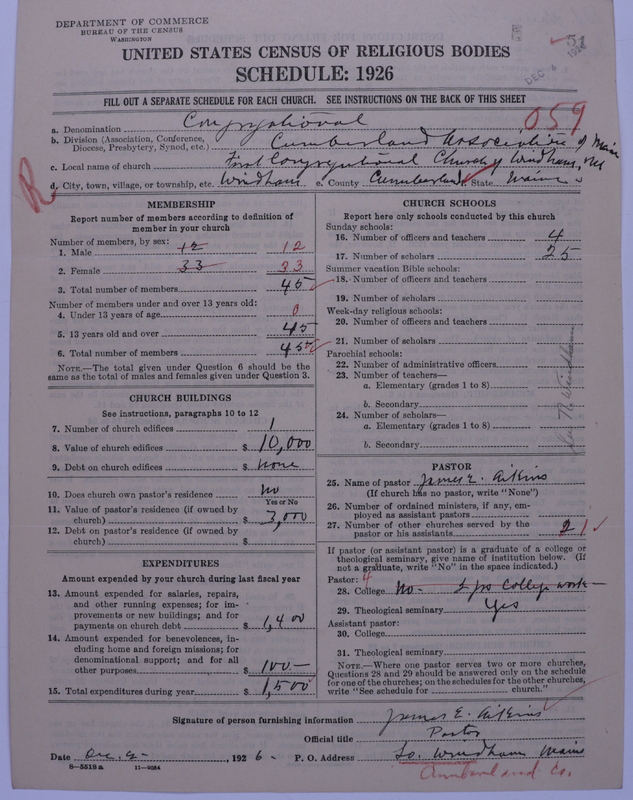 DEPARTMENT OF COMMERCE
BUREAU OF THE CENSUS
WASHINGTON
DEC 4 1926
UNITED STATES CENSUS OF RELIGIOUS BODIES
SCHEDULE: 1926
FILL OUT A SEPARATE SCHEDULE FOR EACH CHURCH. SEE INSTRUCTIONS ON THE BACK OF THIS SHEET
059
a. Denomination Congregational
b. Division (Association, Conference, Diocese, Presbytery, Synod, etc.) Cumberland Association of Maine
c. Local name of church First Congregational Church of Windham, Me
R
d. City, town, village, or township, etc. Windham e. County Cumberland State Maine
MEMBERSHIP
Report number of members according to definition of member in your church
Number of members, by sex:
1. Male 12 12
2. Female 33 33
3. Total number of members 45
Number of members under and over 13 years old:
4. Under 13 years of age 0
5. 13 years old and over 45
6. Total number of members 45
NOTE.—The total given under Question 6 should be the same as the total of males and females given under Question 3.
CHURCH BUILDINGS
See instructions, paragraphs 10 to 12
7. Number of church edifices 1
8. Value of church edifices $ 10,000
9. Debt on church edifices $ none
10. Does church own pastor's residence no
Yes or No
11. Value of pastor's residence (if owned by church) $ 3,000
12. Debt on pastor's residence (if owned by church) $
EXPENDITURES
Amount expended by your church during last fiscal year
13. Amount expended for salaries, repairs, and other running expenses; for improvements or new buildings; and for payments on church debt $ 1,400
14. Amount expended for benevolences, including home and foreign missions; for denominational support; and for all other purposes $ 100—
15. Total expenditures during year $ 1,500
CHURCH SCHOOLS
Report here only schools conducted by this church
Sunday schools:
16. Number of officers and teachers 4
17. Number of scholars 25
Summer vacation Bible schools:
18. Number of officers and teachers
19. Number of scholars
Week-day religious schools:
20. Number of officers and teachers
21. Number of scholars
Parochial schools:
22. Number of administrative officers
23. Number of teachers—
a. Elementary (grades 1 to 8)
b. Secondary
24. Number of scholars—
a. Elementary (grades 1 to 8)
b. Secondary
PASTOR
25. Name of pastor James E. Aikins
(If church has no pastor, write "None")
26. Number of ordained ministers, if any, employed as assistant pastors
27. Number of other churches served by the pastor or his assistants 2 1
If pastor (or assistant pastor) is a graduate of a college or theological seminary, give name of institution below. (If not a graduate, write "No" in the space indicated.)
Pastor: 4
28. College No - 2 yrs College work—
29. Theological seminary Yes
Assistant pastor:
30. College
31. Theological seminary
NOTE.—Where one pastor serves two or more churches, Questions 28 and 29 should be answered only on the schedule for one of the churches; on the schedules for the other churches, write "See schedule for church."
Signature of person furnishing information James E. Aikins
Official title Pastor
Date Dec. 2- , 1926- P. O. Address So. Windham Maine
8—5518a 11—9084
Cumberland Co.